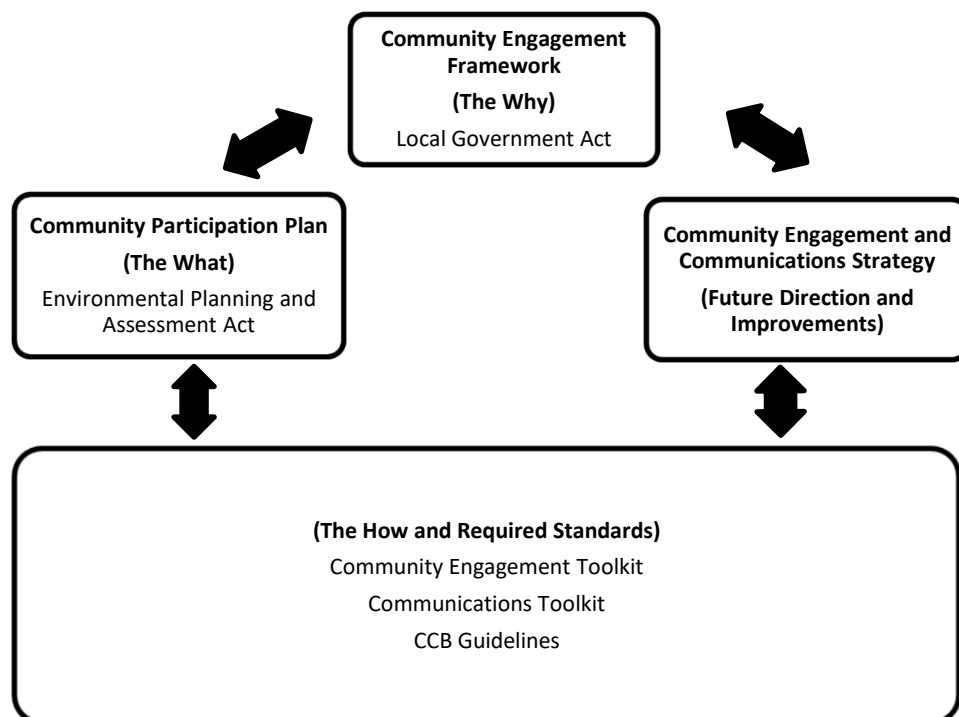 Community Engagement
Framework
(The Why)
Local Government Act
Community Participation Plan
(The What)
Environmental Planning and
Assessment Act
Community Engagement and
Communications Strategy
(Future Direction and
Improvements)
(The How and Required Standards)
Community Engagement Toolkit
Communications Toolkit
CCB Guidelines